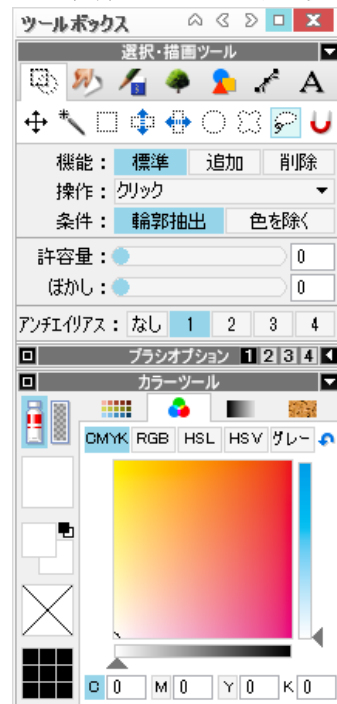 ツールボックス
選択・描画ツール
A
機能： 標準 追加 削除
操作： クリック
条件： 輪郭抽出 色を除く
許容量： 0
ぼかし： 0
アンチエイリアス： なし 1 2 3 4
ブラシオプション 1 2 3 4
カラーツール
CMYK RGB HSL HSV グレー
C 0 M 0 Y 0 K 0